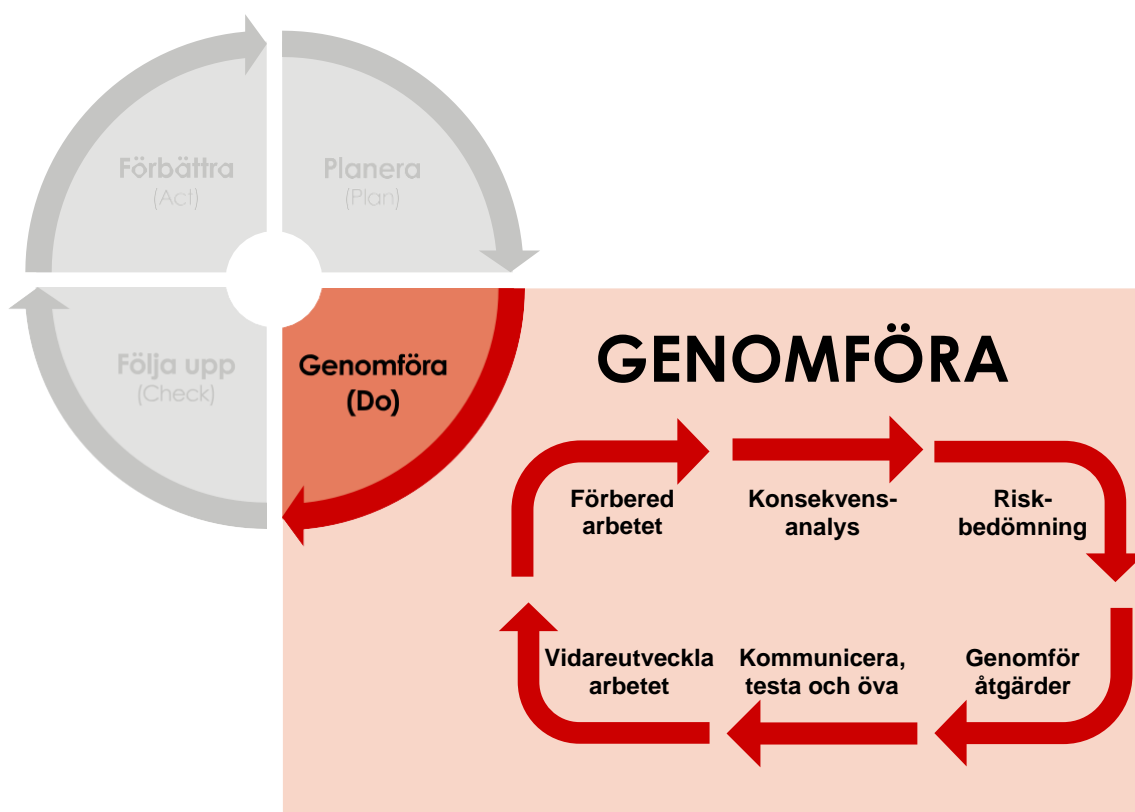 Förbättra
(Act)
Planera
(Plan)
Följa upp
(Check)
Genomföra
(Do)
GENOMFÖRA
Förbered
arbetet
Konsekvens-
analys
Risk-
bedömning
Vidareutveckla
arbetet
Kommunicera,
testa och öva
Genomför
åtgärder